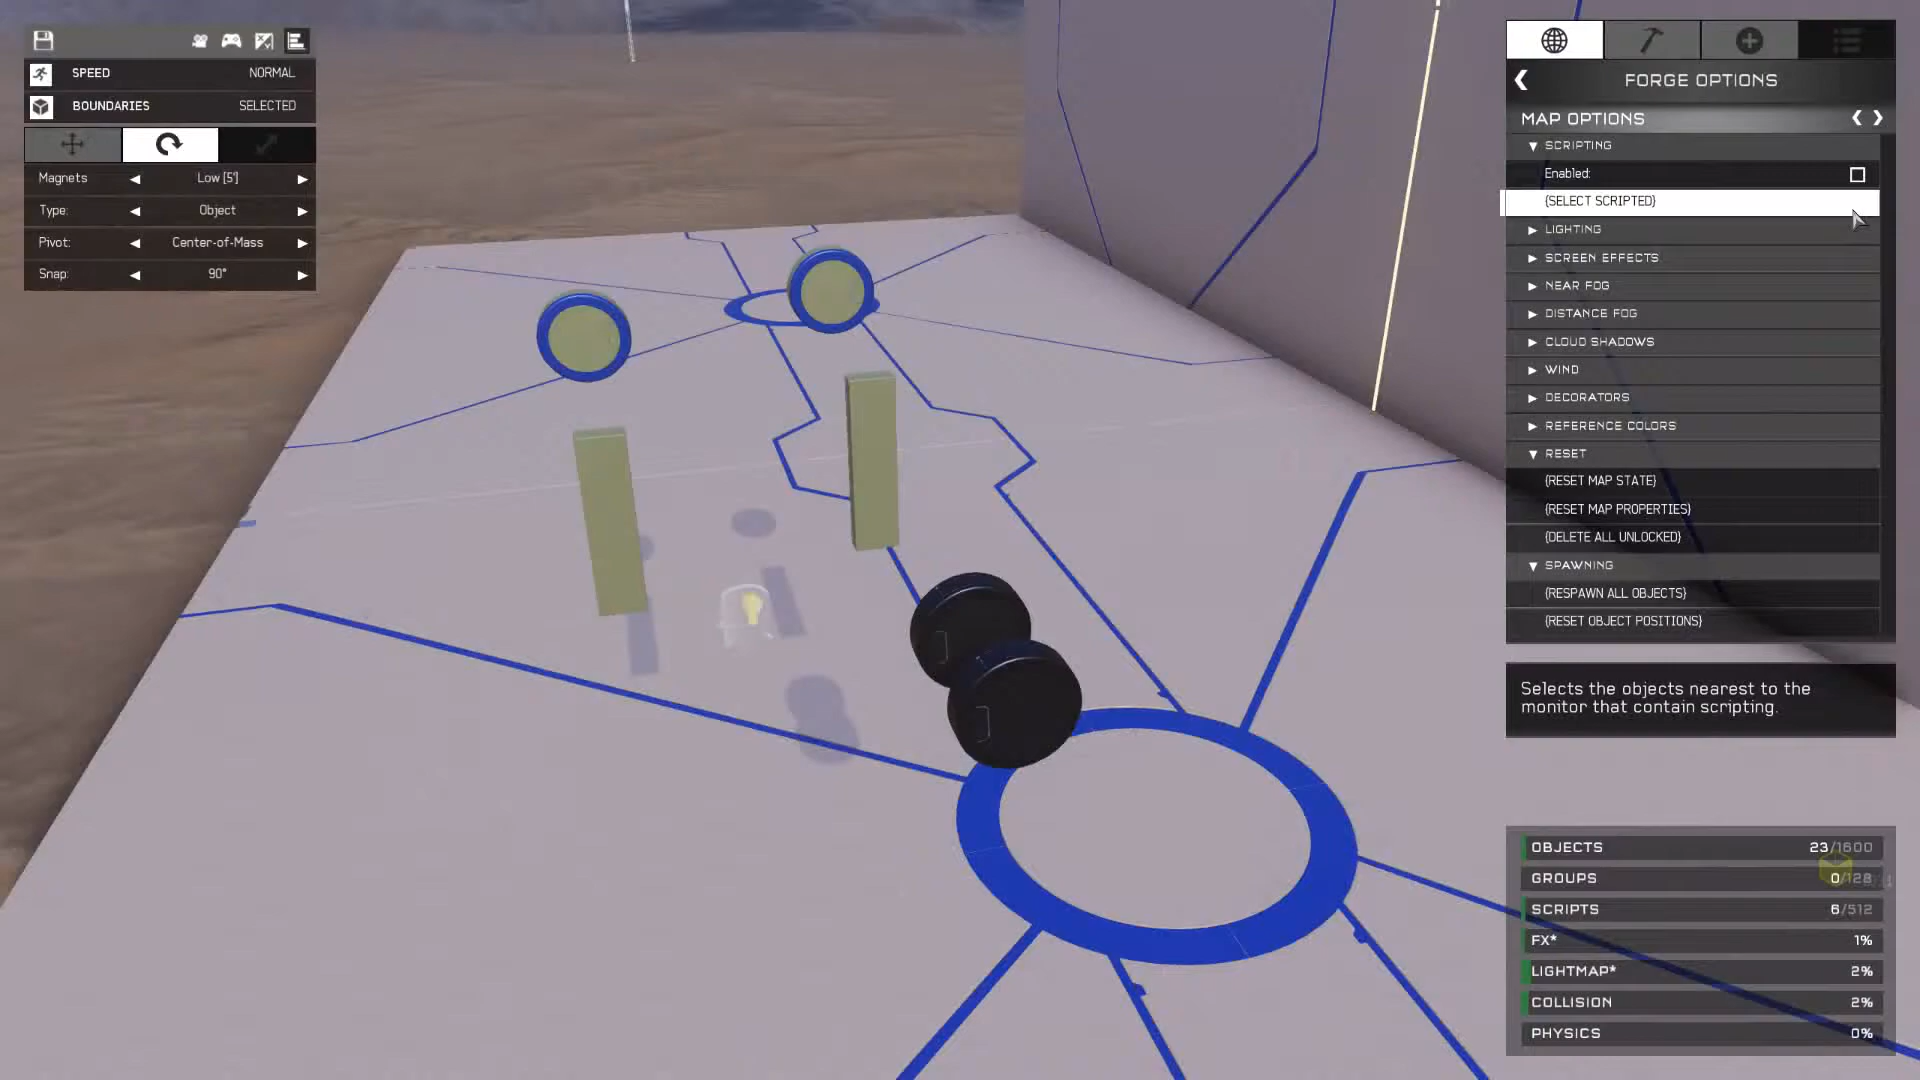 SPEED NORMAL
BOUNDARIES SELECTED
Magnets Low [5']
Type: Object
Pivot: Center-of-Mass
Snap: 90°
FORGE OPTIONS
MAP OPTIONS
SCRIPTING
Enabled:
{SELECT SCRIPTED}
LIGHTING
SCREEN EFFECTS
NEAR FOG
DISTANCE FOG
CLOUD SHADOWS
WIND
DECORATORS
REFERENCE COLORS
RESET
{RESET MAP STATE}
{RESET MAP PROPERTIES}
{DELETE ALL UNLOCKED}
SPAWNING
{RESPAWN ALL OBJECTS}
{RESET OBJECT POSITIONS}
Selects the objects nearest to the
monitor that contain scripting.
OBJECTS 23/1600
GROUPS 0/128
SCRIPTS 6/512
FX* 1%
LIGHTMAP* 2%
COLLISION 2%
PHYSICS 0%